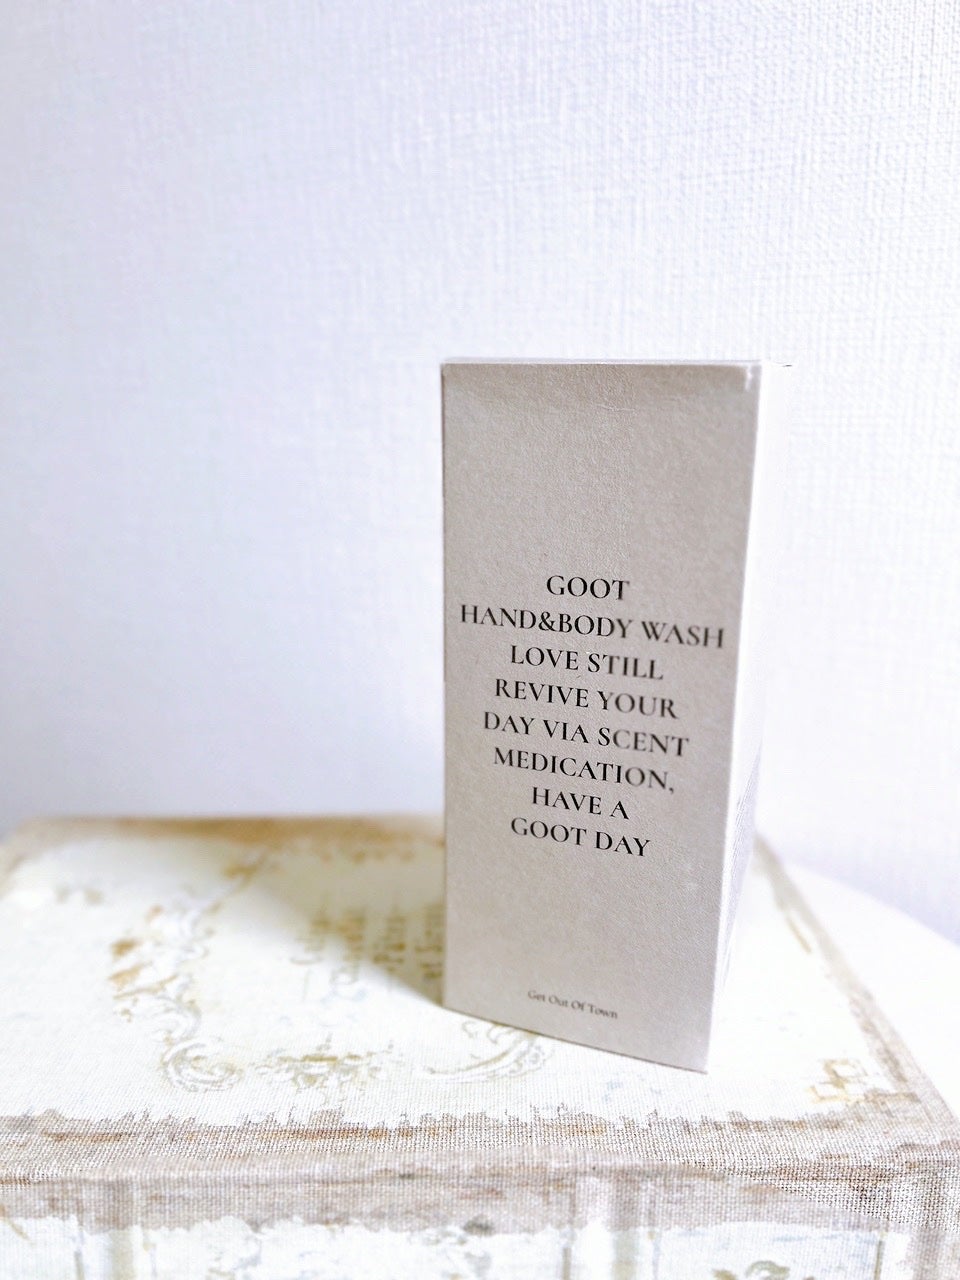 GOOT
HAND&BODY WASH
LOVE STILL
REVIVE YOUR
DAY VIA SCENT
MEDICATION,
HAVE A
GOOT DAY
Get Out Of Town